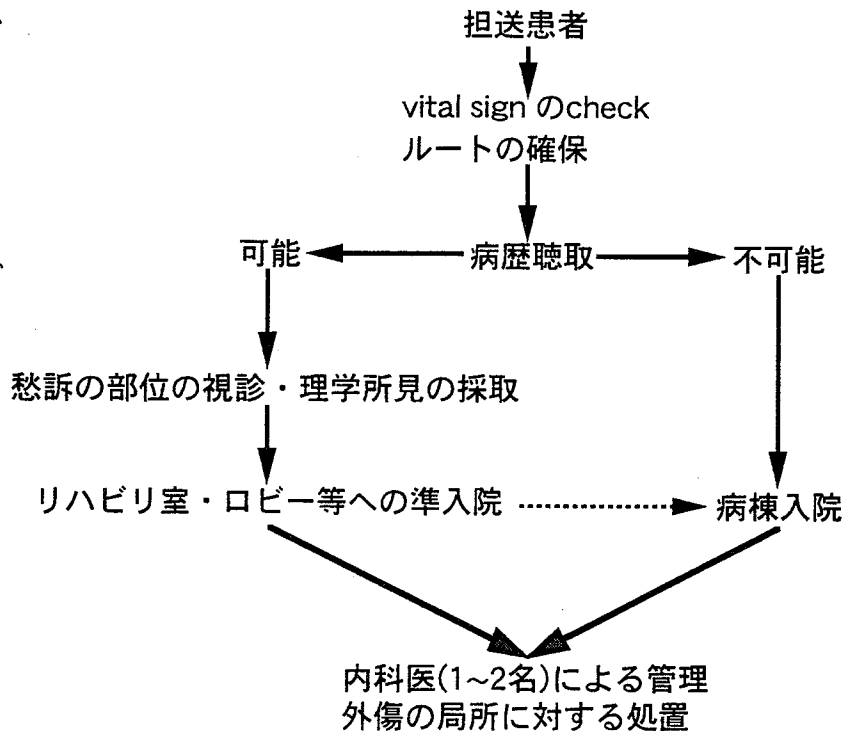 担送患者
vital sign のcheck
ルートの確保
可能
病歴聴取
不可能
愁訴の部位の視診・理学所見の採取
リハビリ室・ロビー等への準入院
病棟入院
内科医(1~2名)による管理
外傷の局所に対する処置